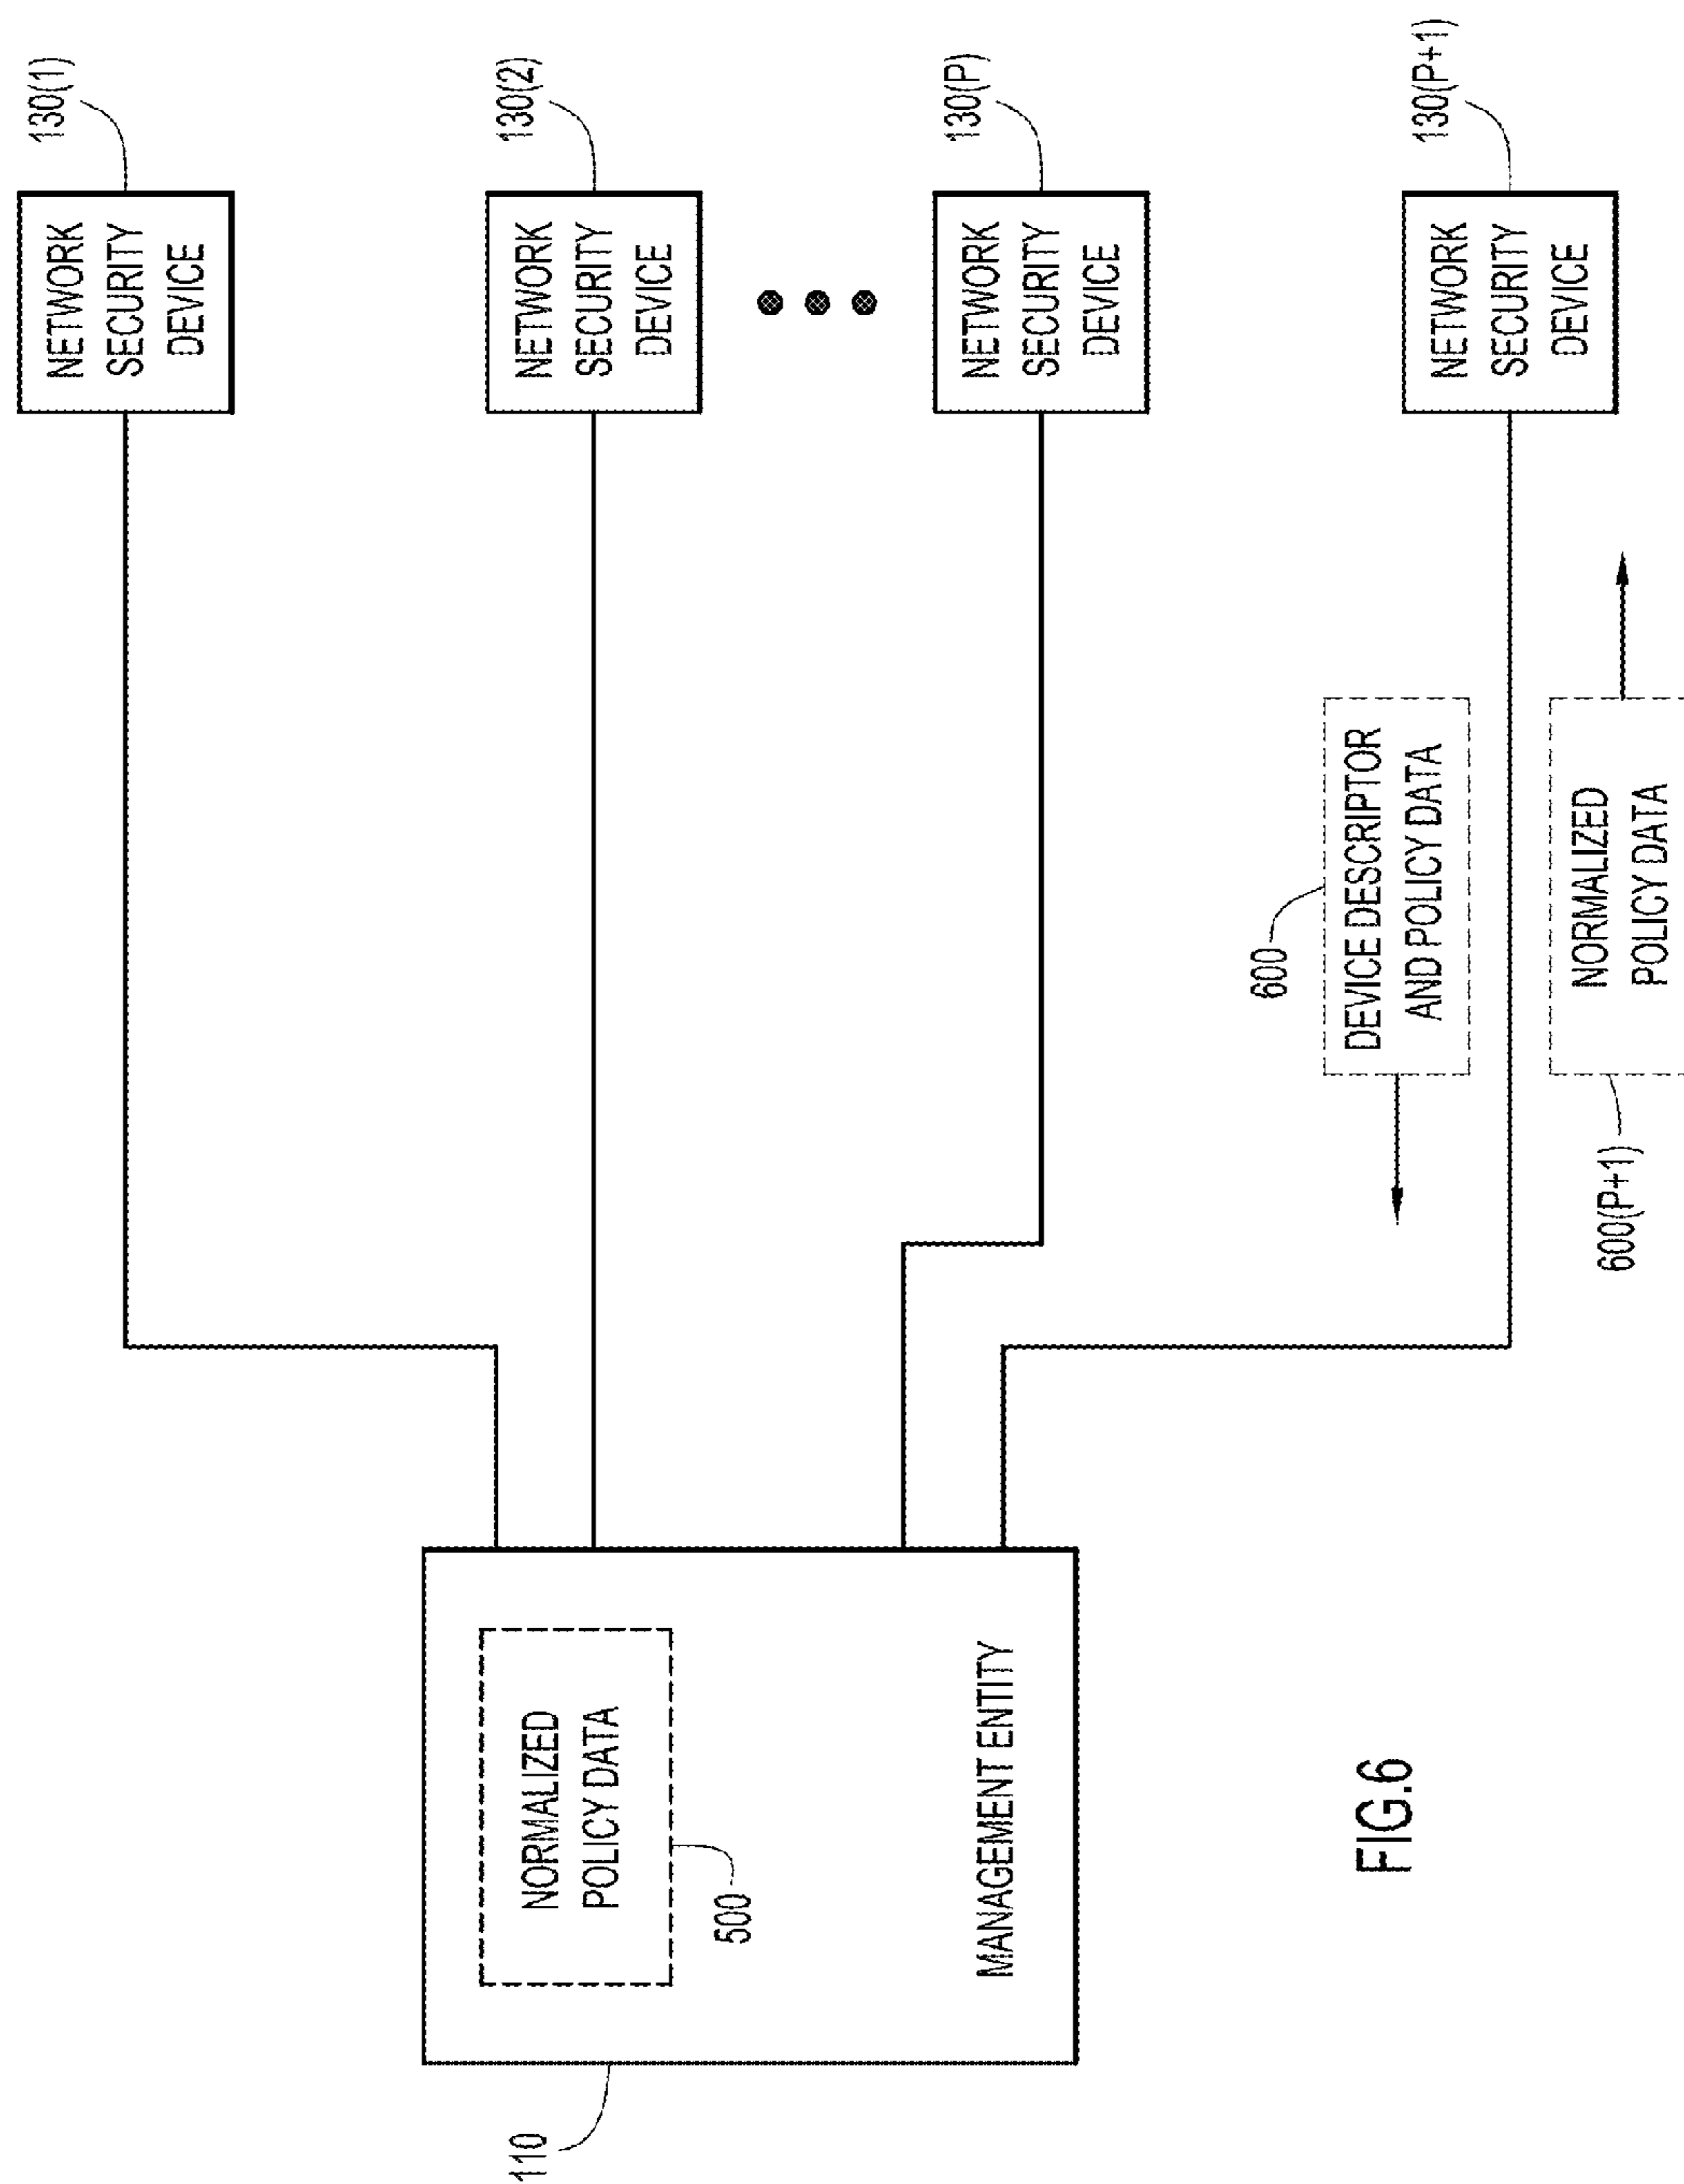 130(1)
NETWORK
SECURITY
DEVICE
130(2)
NETWORK
SECURITY
DEVICE
130(P)
NETWORK
SECURITY
DEVICE
130(P+1)
NETWORK
SECURITY
DEVICE
600
DEVICE DESCRIPTOR
AND POLICY DATA
600(P+1)
NORMALIZED
POLICY DATA
110
NORMALIZED
POLICY DATA
500
MANAGEMENT ENTITY
FIG.6